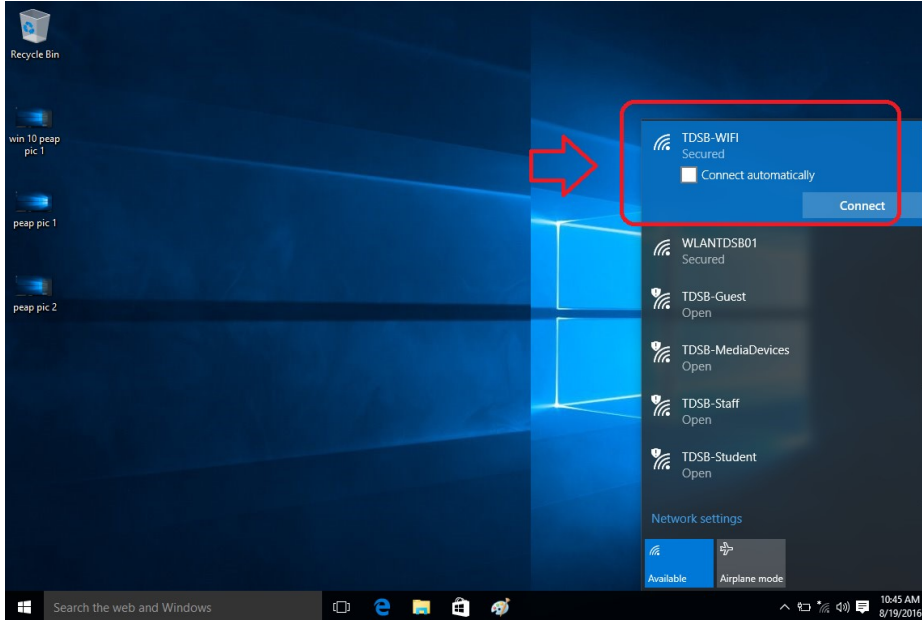 Recycle Bin
win 10 peap
pic 1
peap pic 1
peap pic 2
TDSB-WIFI
Secured
Connect automatically
Connect
WLANTDSB01
Secured
TDSB-Guest
Open
TDSB-MediaDevices
Open
TDSB-Staff
Open
TDSB-Student
Open
Network settings
Available
Airplane mode
Search the web and Windows
10:45 AM
8/19/2016